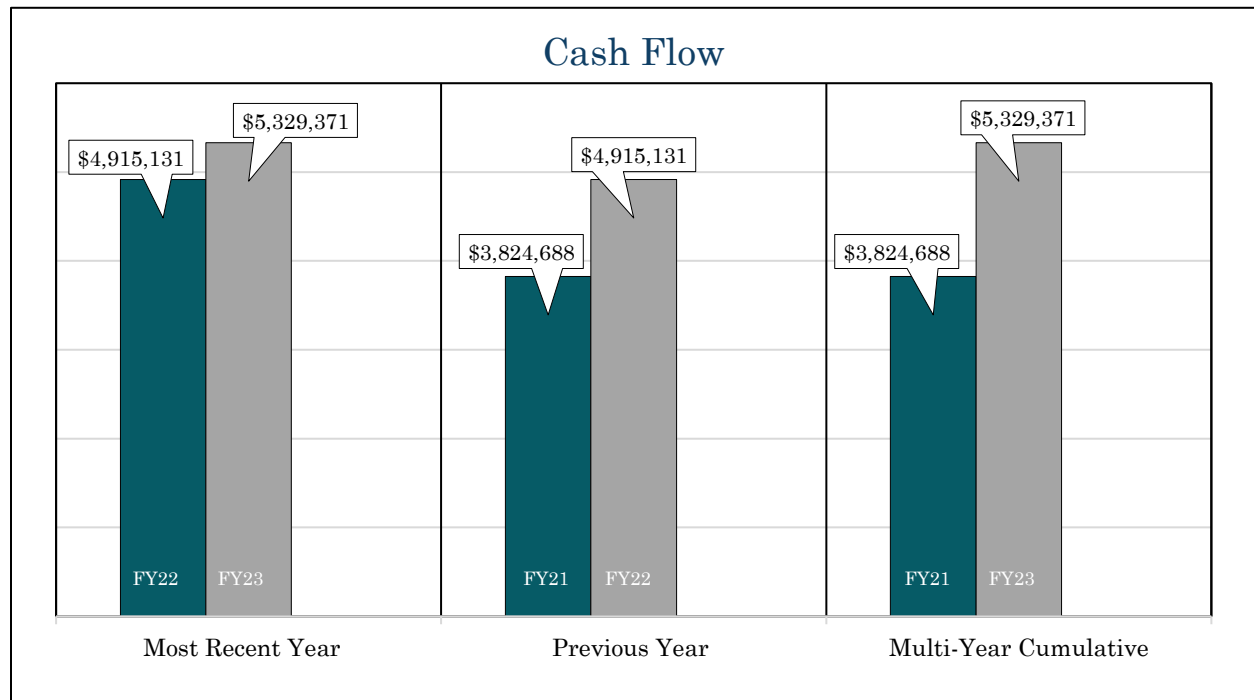 Cash Flow
$4,915,131
$5,329,371
$3,824,688
$4,915,131
$3,824,688
$5,329,371
FY22
FY23
FY21
FY22
FY21
FY23
Most Recent Year
Previous Year
Multi-Year Cumulative